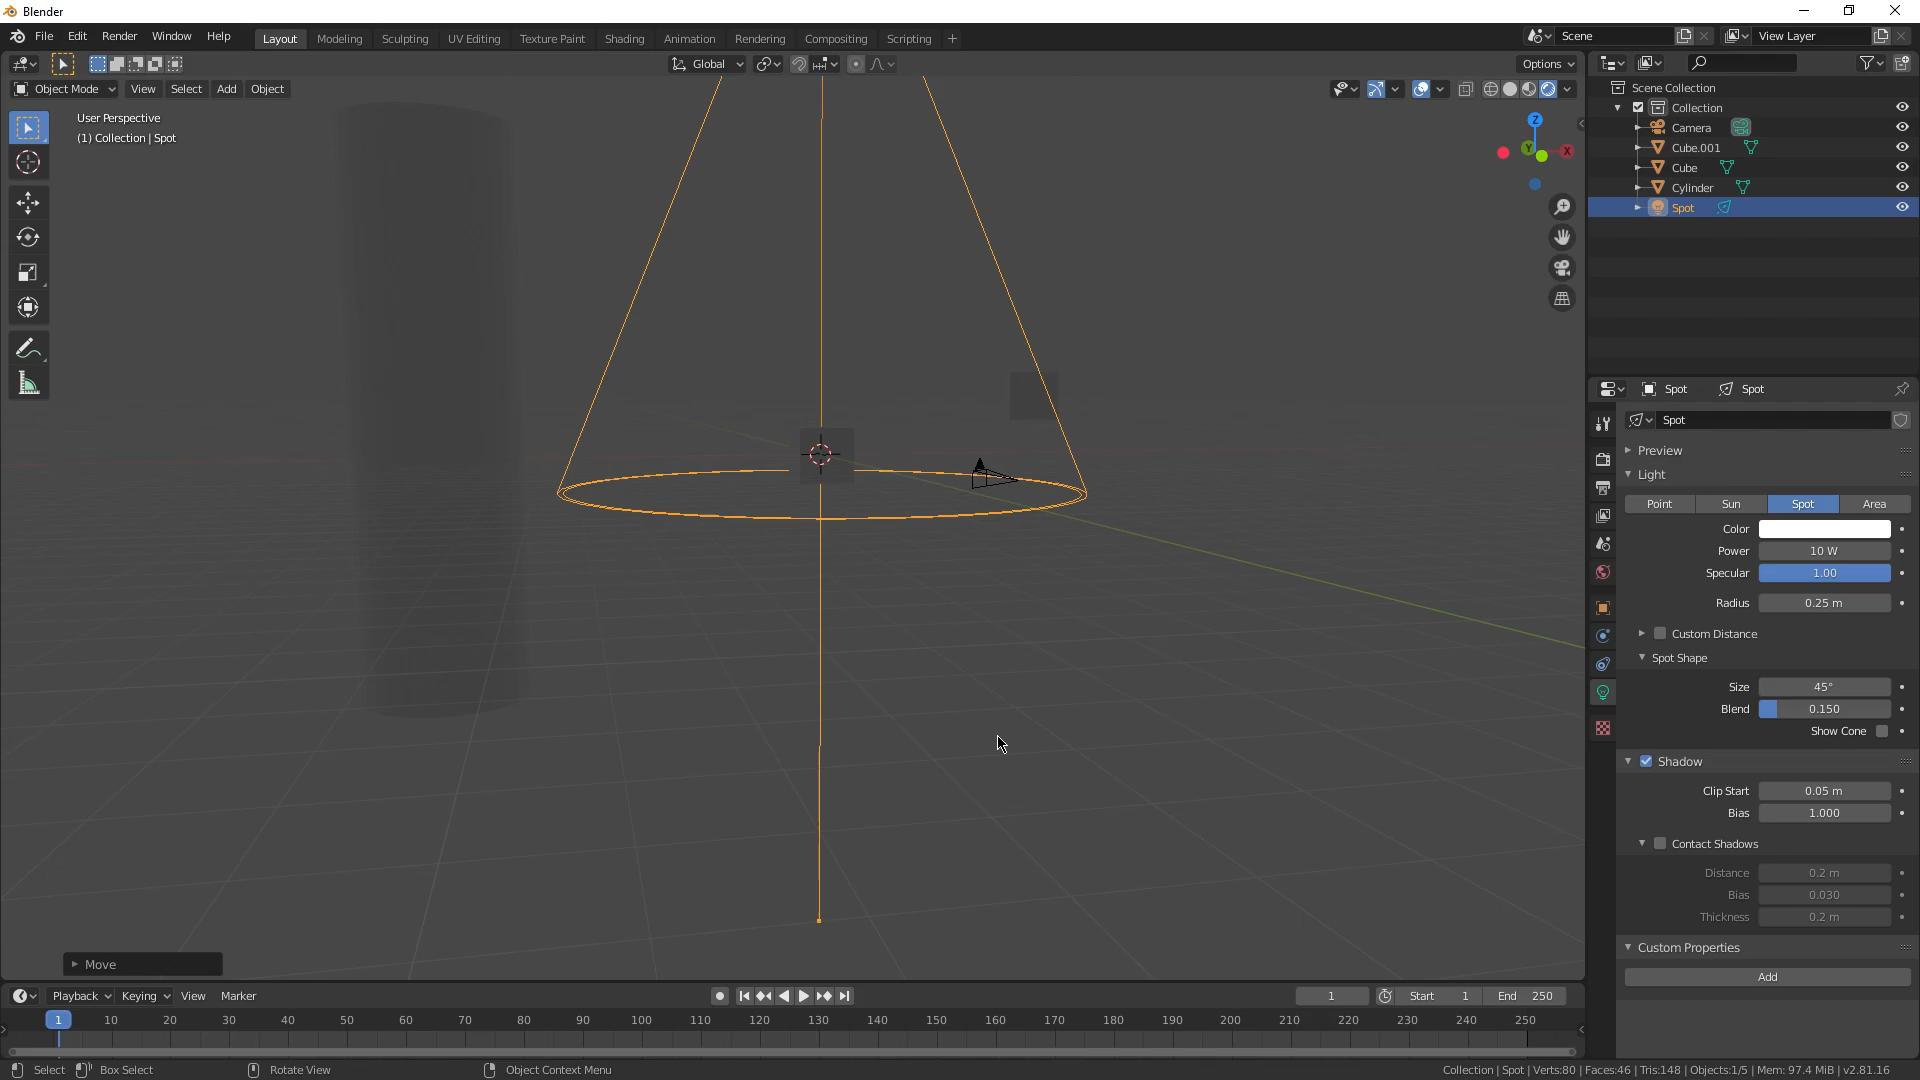 Blender
File Edit Render Window Help Layout Modeling Sculpting UV Editing Texture Paint Shading Animation Rendering Compositing Scripting + Scene View Layer
Global Options
Object Mode View Select Add Object
User Perspective
(1) Collection | Spot
Z
Y X
Scene Collection
Collection
Camera
Cube.001
Cube
Cylinder
Spot
Spot Spot
Spot
Preview
Light
Point Sun Spot Area
Color
Power 10 W
Specular 1.00
Radius 0.25 m
Custom Distance
Spot Shape
Size 45°
Blend 0.150
Show Cone
Shadow
Clip Start 0.05 m
Bias 1.000
Contact Shadows
Distance 0.2 m
Bias 0.030
Thickness 0.2 m
Custom Properties
Add
Move
Playback Keying View Marker 1 Start 1 End 250
1 10 20 30 40 50 60 70 80 90 100 110 120 130 140 150 160 170 180 190 200 210 220 230 240 250
Select Box Select Rotate View Object Context Menu Collection | Spot | Verts:80 | Faces:46 | Tris:148 | Objects:1/5 | Mem: 97.4 MiB | v2.81.16